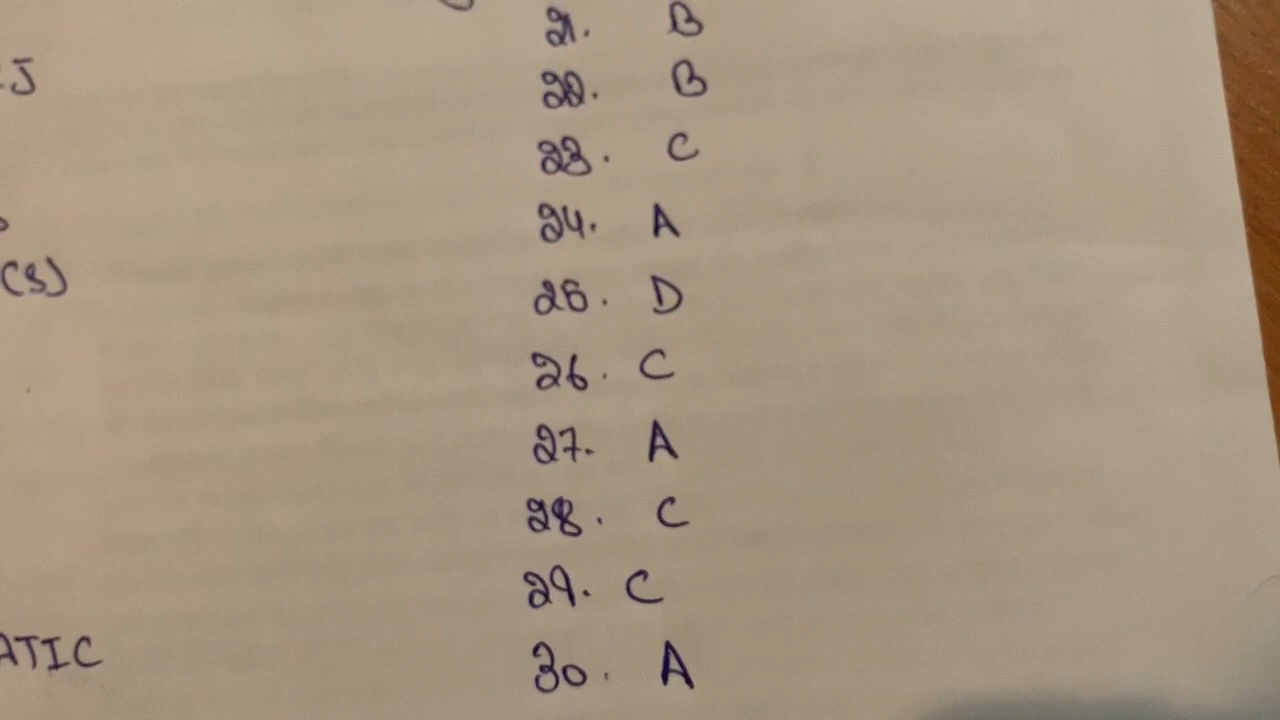 21. B
J
22. B
23. C
24. A
(S)
25. D
26. C
27. A
28. C
29. C
ATIC
30. A